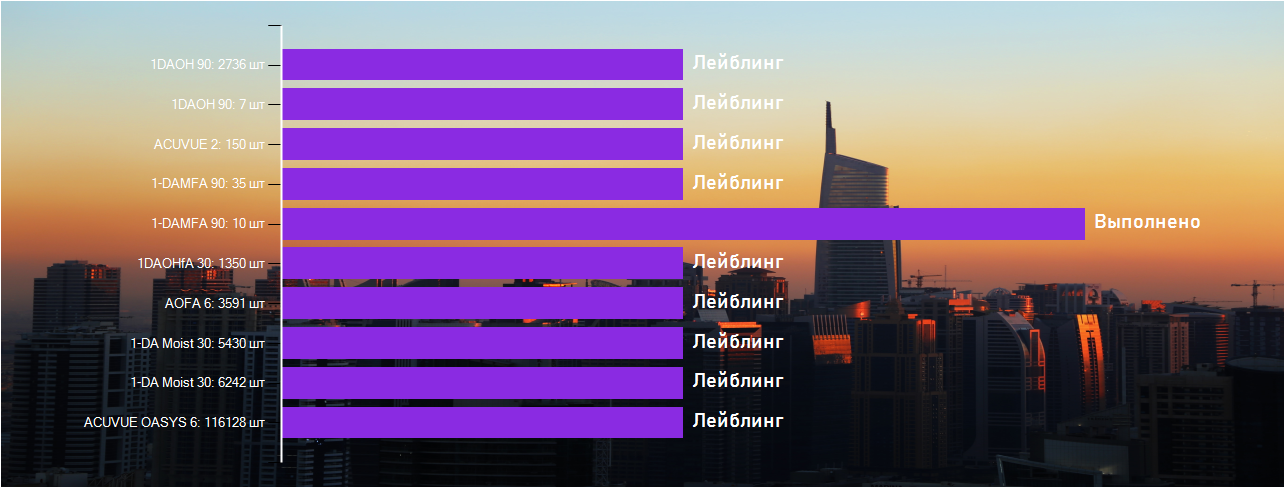 1DAOH 90: 2736 шт Лейблинг
1DAOH 90: 7 шт Лейблинг
ACUVUE 2: 150 шт Лейблинг
1-DAMFA 90: 35 шт Лейблинг
1-DAMFA 90: 10 шт Выполнено
1DAOHfA 30: 1350 шт Лейблинг
AOFA 6: 3591 шт Лейблинг
1-DA Moist 30: 5430 шт Лейблинг
1-DA Moist 30: 6242 шт Лейблинг
ACUVUE OASYS 6: 116128 шт Лейблинг